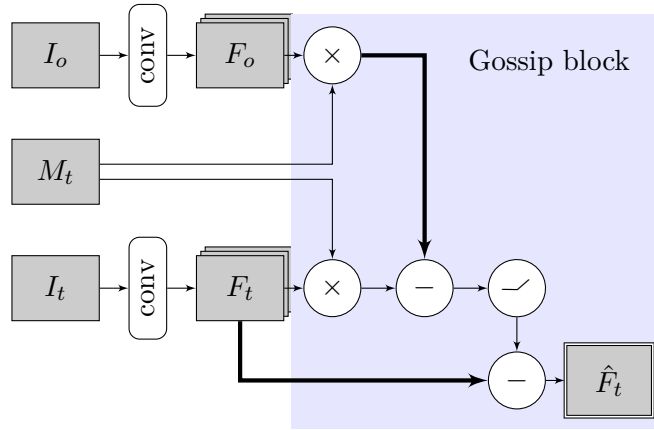 I_o
conv
F_o
×
Gossip block
M_t
I_t
conv
F_t
×
−
−
F̂_t